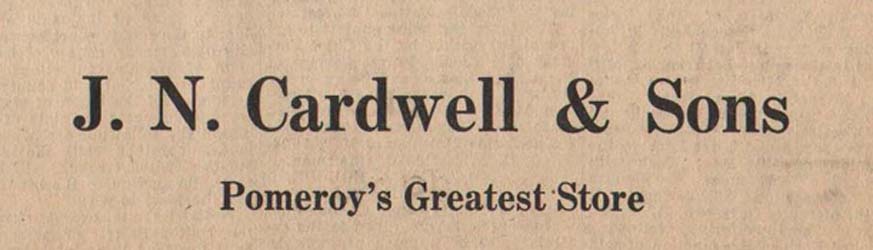 J. N. Cardwell & Sons
Pomeroy's Greatest Store